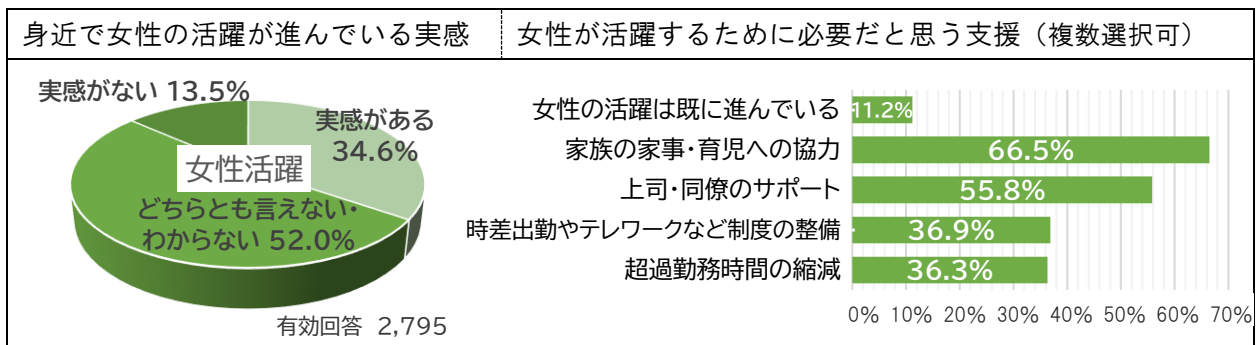 身近で女性の活躍が進んでいる実感
女性が活躍するために必要だと思う支援（複数選択可）
実感がない 13.5%
実感がある
34.6%
女性活躍
どちらとも言えない・
わからない 52.0%
有効回答 2,795
女性の活躍は既に進んでいる 11.2%
家族の家事・育児への協力 66.5%
上司・同僚のサポート 55.8%
時差出勤やテレワークなど制度の整備 36.9%
超過勤務時間の縮減 36.3%
0% 10% 20% 30% 40% 50% 60% 70%